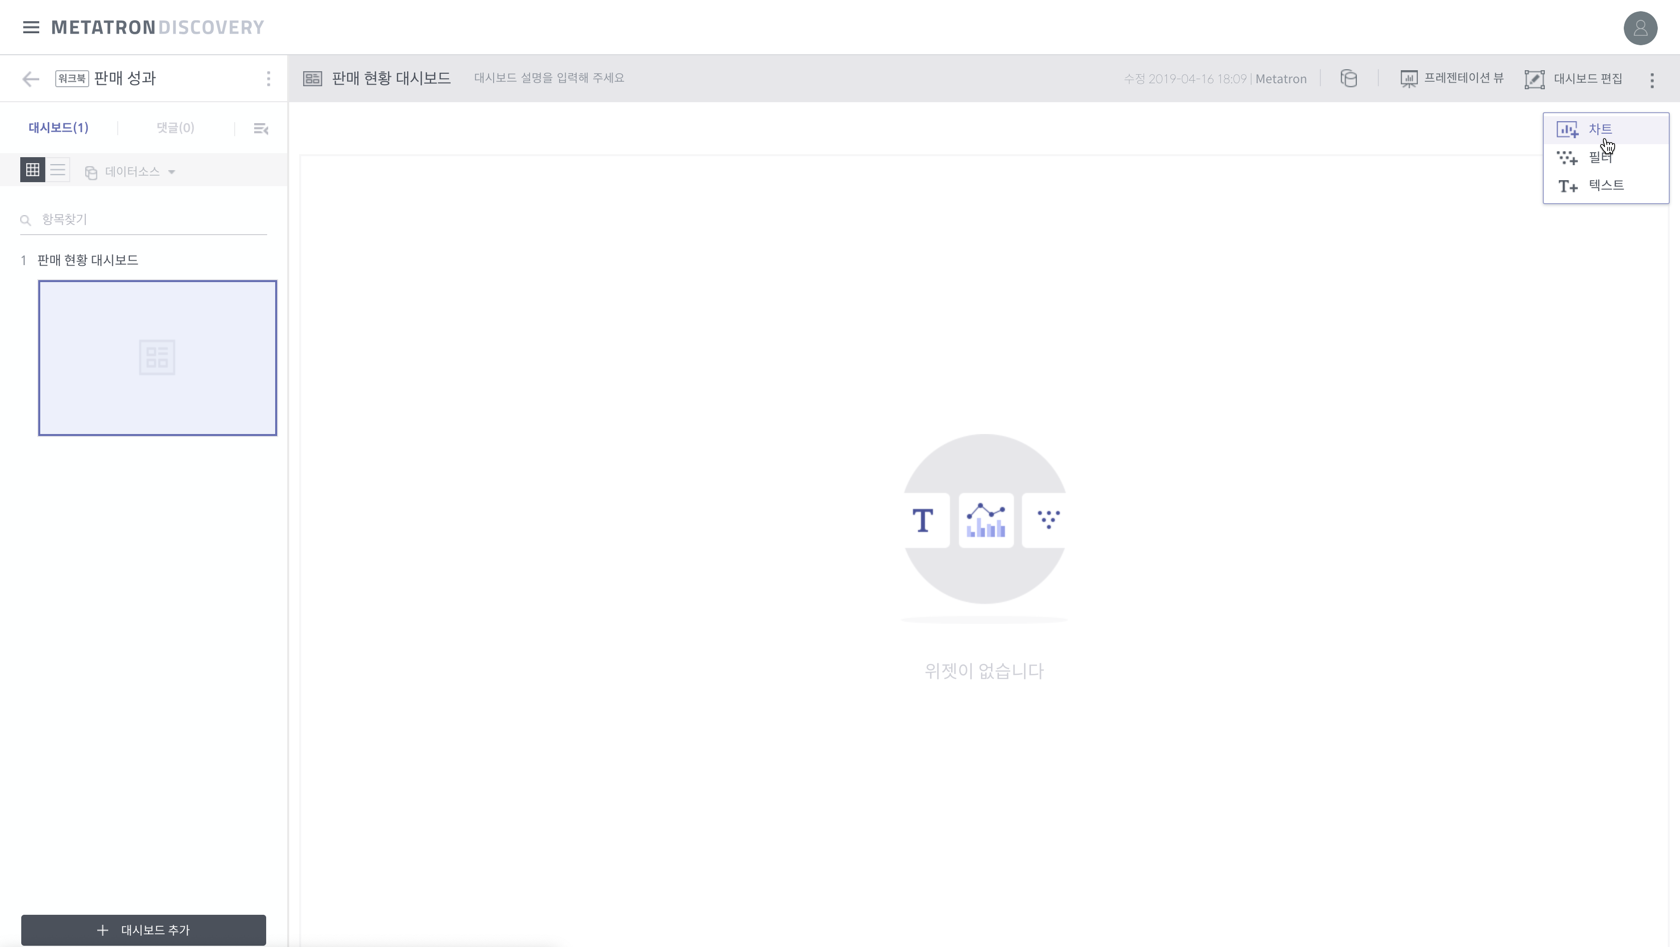 METATRON DISCOVERY
워크북 판매 성과
판매 현황 대시보드 대시보드 설명을 입력해 주세요 수정 2019-04-16 18:09 | Metatron 프레젠테이션 뷰 대시보드 편집
대시보드(1) 댓글(0)
차트
필터
텍스트
데이터소스
항목찾기
1 판매 현황 대시보드
T
위젯이 없습니다
+ 대시보드 추가